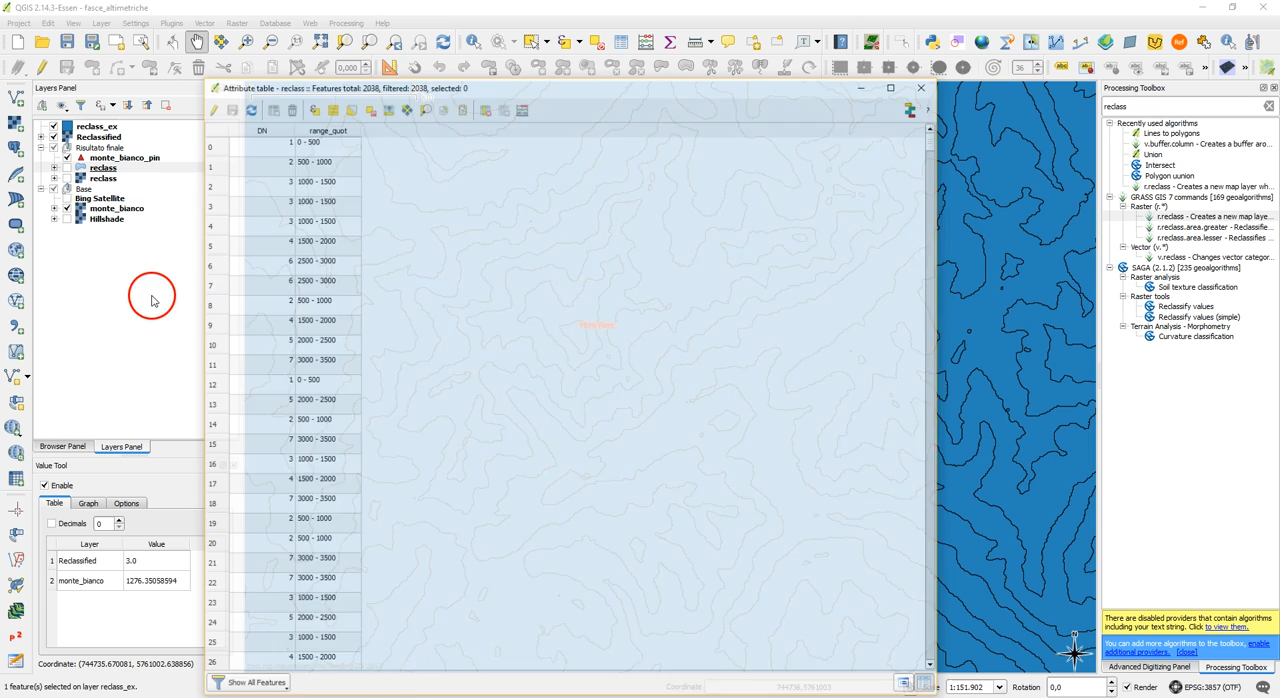 QGIS 2.14.3-Essen - fasce_altimetriche
Project Edit View Layer Settings Plugins Vector Raster Database Web Processing Help
0,000
36
Layers Panel
reclass_ex
Reclassified
Risultato finale
monte_bianco_pin
reclass
reclass
Base
Bing Satellite
monte_bianco
Hillshade
Browser Panel Layers Panel
Value Tool
Enable
Table Graph Options
Decimals 0
Layer Value
1 Reclassified 3.0
2 monte_bianco 1276.35058594
Coordinate: (744735.670081, 5761002.638856)
1 feature(s) selected on layer reclass_ex.
Attribute table - reclass :: Features total: 2038, filtered: 2038, selected: 0
DN range_quot
0 1 0 - 500
1 2 500 - 1000
2 3 1000 - 1500
3 3 1000 - 1500
4 3 1000 - 1500
5 4 1500 - 2000
6 6 2500 - 3000
7 6 2500 - 3000
8 2 500 - 1000
9 4 1500 - 2000
10 5 2000 - 2500
11 7 3000 - 3500
12 1 0 - 500
13 5 2000 - 2500
14 2 500 - 1000
15 7 3000 - 3500
16 3 1000 - 1500
17 4 1500 - 2000
18 7 3000 - 3500
19 2 500 - 1000
20 2 500 - 1000
21 7 3000 - 3500
22 7 3000 - 3500
23 3 1000 - 1500
24 5 2000 - 2500
25 3 1000 - 1500
26 4 1500 - 2000
Show All Features
Coordinate 744736,5761003
1:151.902 Rotation 0,0 Render EPSG:3857 (OTF)
N
Processing Toolbox
reclass
Recently used algorithms
Lines to polygons
v.buffer.column - Creates a buffer aro...
Union
Intersect
Polygon uunion
r.reclass - Creates a new map layer wh...
GRASS GIS 7 commands [169 geoalgorithms]
Raster (r.*)
r.reclass - Creates a new map laye...
r.reclass.area.greater - Reclassifie...
r.reclass.area.lesser - Reclassifies ...
Vector (v.*)
v.reclass - Changes vector categor...
SAGA (2.1.2) [235 geoalgorithms]
Raster analysis
Soil texture classification
Raster tools
Reclassify values
Reclassify values (simple)
Terrain Analysis - Morphometry
Curvature classification
There are disabled providers that contain algorithms
including your text string. Click to view them.
You can add more algorithms to the toolbox, enable
additional providers. [close]
Advanced Digitizing Panel Processing Toolbox